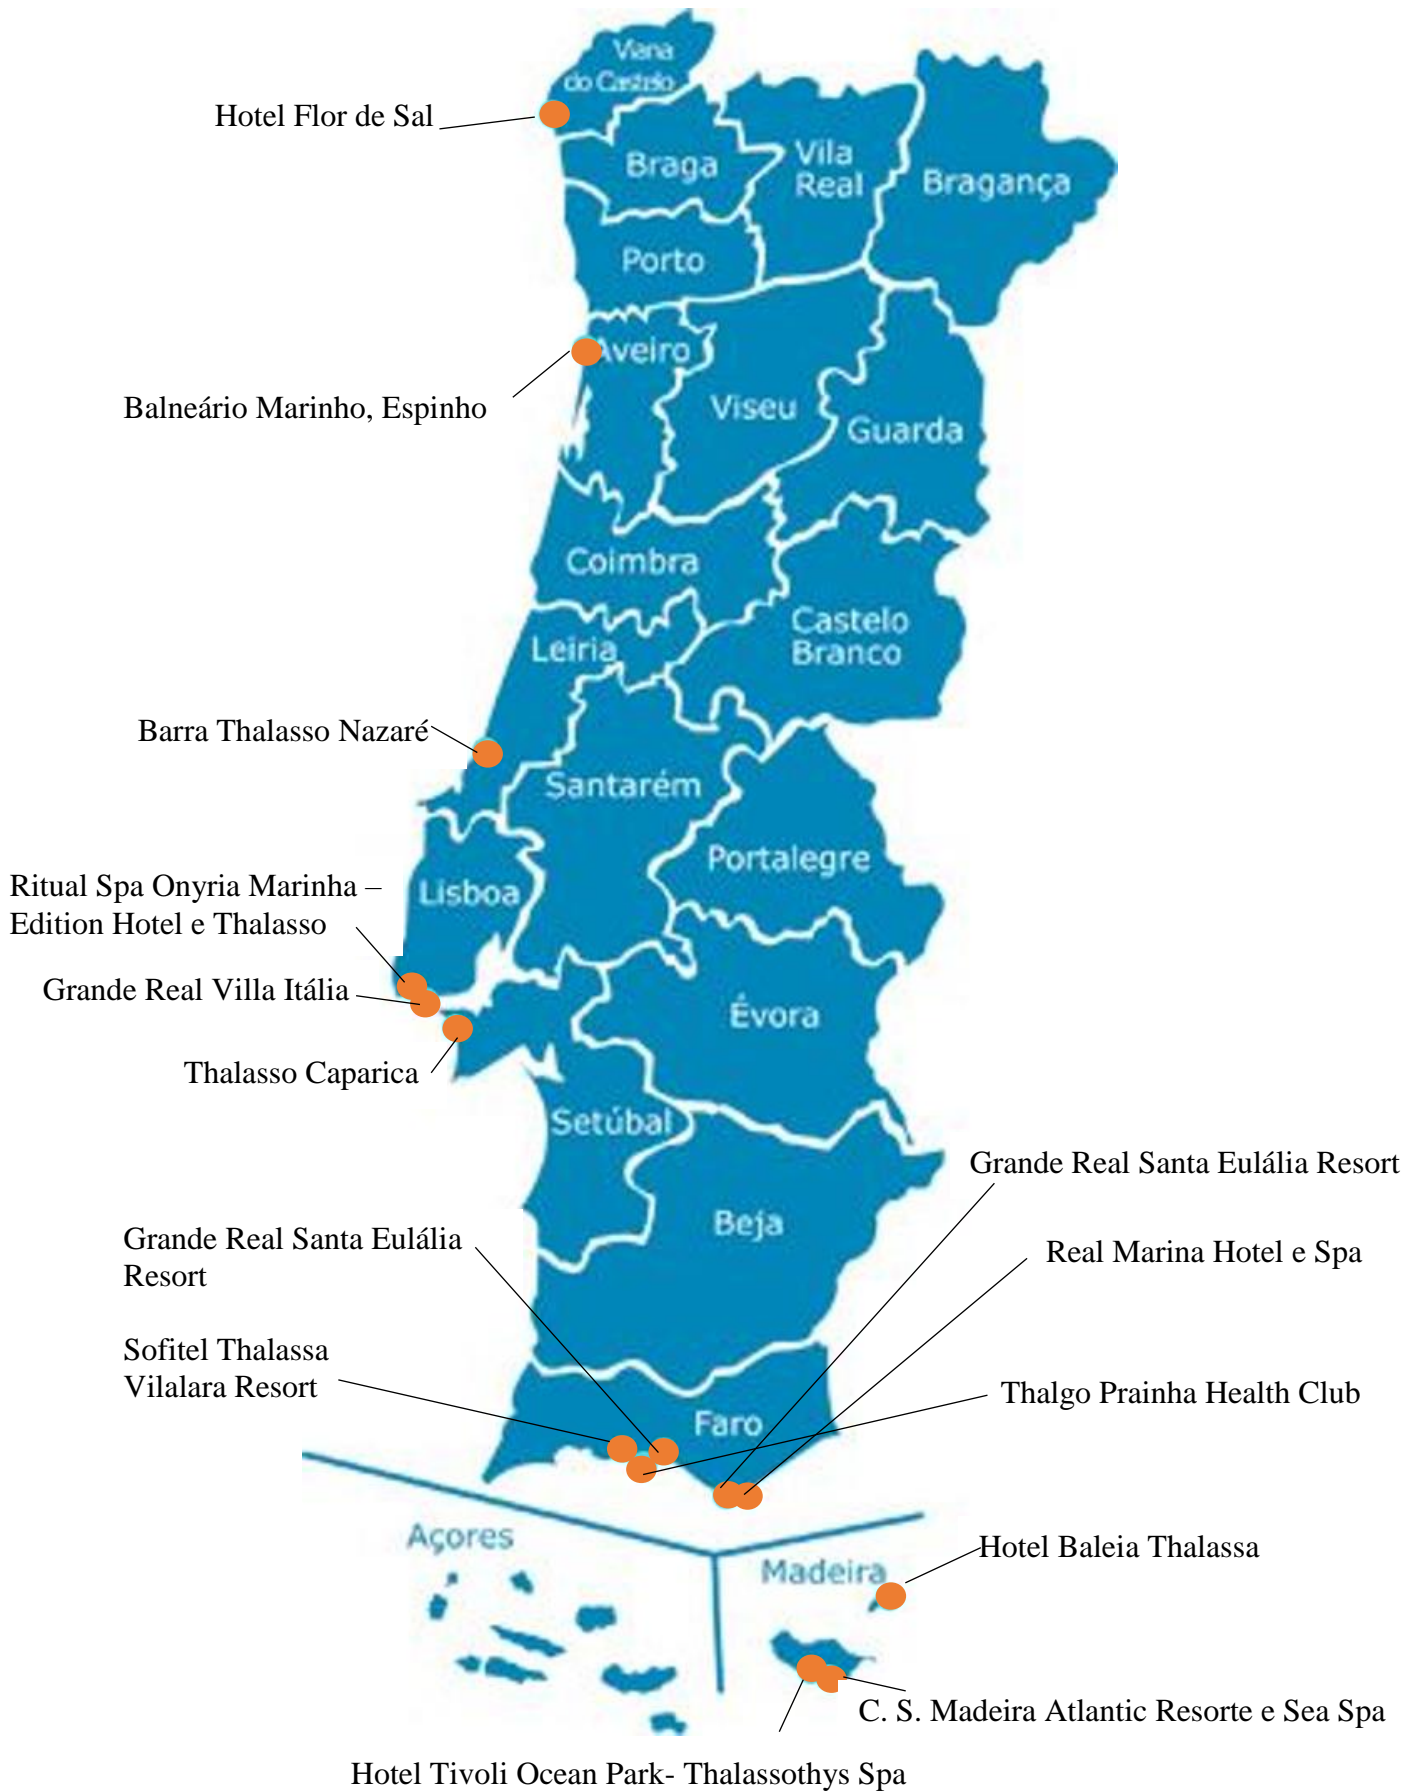 Viana
do Castelo
Hotel Flor de Sal
Braga
Vila
Real
Bragança
Porto
Aveiro
Balneário Marinho, Espinho
Viseu
Guarda
Coimbra
Castelo
Branco
Leiria
Barra Thalasso Nazaré
Santarém
Portalegre
Ritual Spa Onyria Marinha –
Edition Hotel e Thalasso
Lisboa
Grande Real Villa Itália
Évora
Thalasso Caparica
Setúbal
Grande Real Santa Eulália Resort
Beja
Grande Real Santa Eulália
Resort
Real Marina Hotel e Spa
Sofitel Thalassa
Vilalara Resort
Thalgo Prainha Health Club
Faro
Açores
Madeira
Hotel Baleia Thalassa
C. S. Madeira Atlantic Resorte e Sea Spa
Hotel Tivoli Ocean Park- Thalassothys Spa